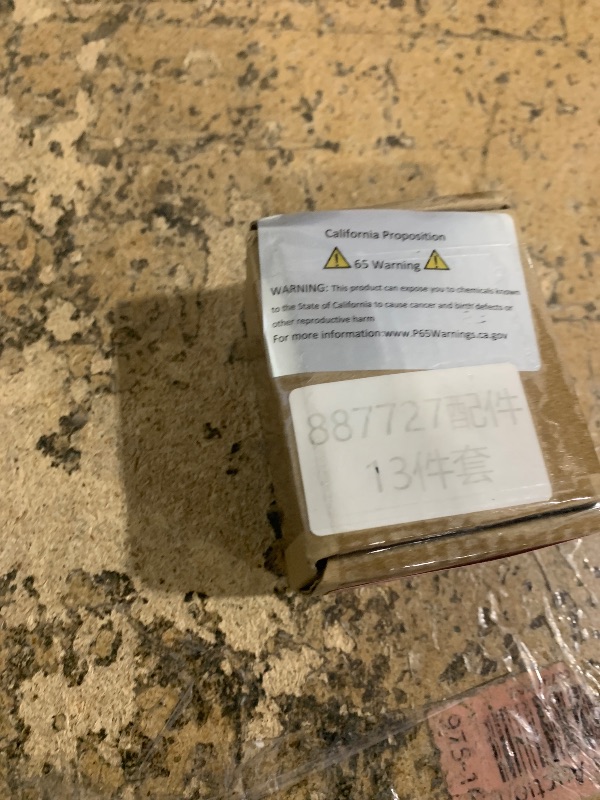 California Proposition
65 Warning
WARNING: This product can expose you to chemicals known
to the State of California to cause cancer and birth defects or
other reproductive harm
For more information:www.P65Warnings.ca.gov
887727配件
13件套